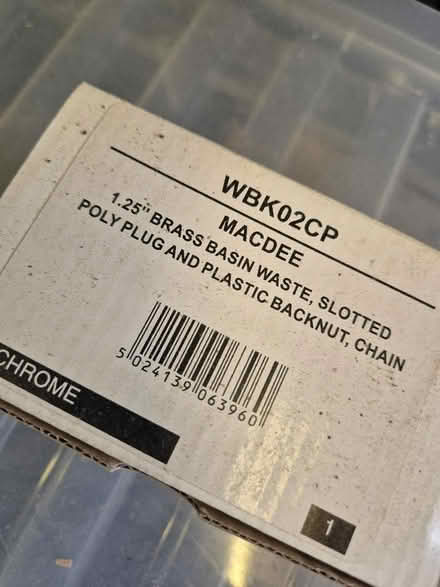 WBK02CP
MACDEE
1.25" BRASS BASIN WASTE, SLOTTED
POLY PLUG AND PLASTIC BACKNUT, CHAIN
5 024139 063960
CHROME
1